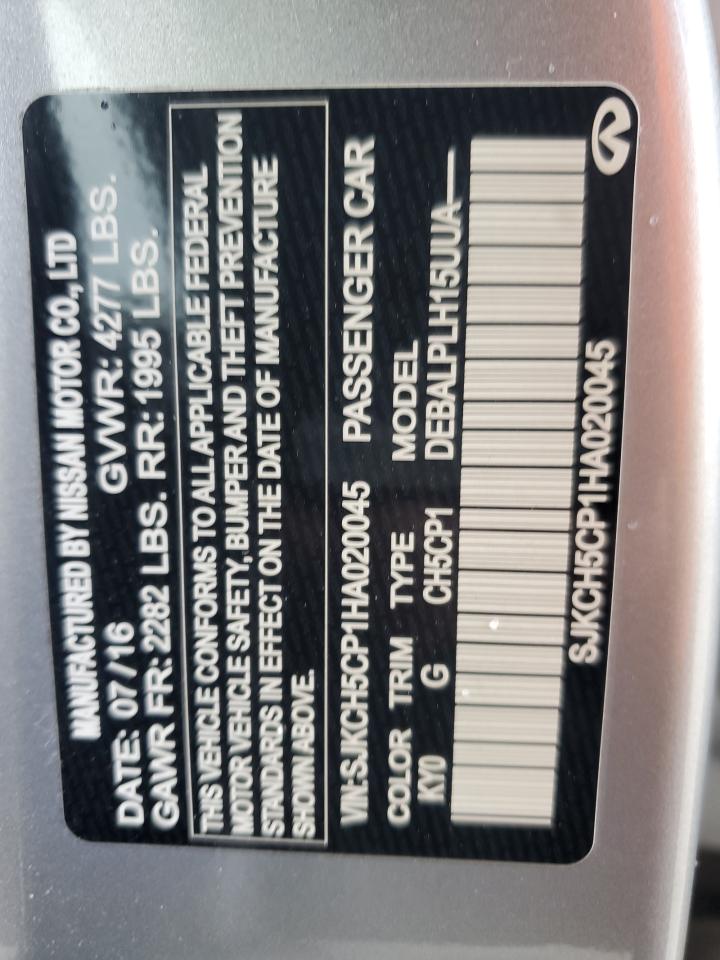 MANUFACTURED BY NISSAN MOTOR CO., LTD
DATE: 07 /16 GVWR: 4277 LBS.
GAWR FR: 2282 LBS. RR: 1995 LBS.
THIS VEHICLE CONFORMS TO ALL APPLICABLE FEDERAL
MOTOR VEHICLE SAFETY, BUMPER AND THEFT PREVENTION
STANDARDS IN EFFECT ON THE DATE OF MANUFACTURE
SHOWN ABOVE.
VIN:SJKCH5CP1HA020045 PASSENGER CAR
COLOR TRIM TYPE MODEL
KY0 G CH5CP1 DEBALPLH15UUA—
SJKCH5CP1HA020045